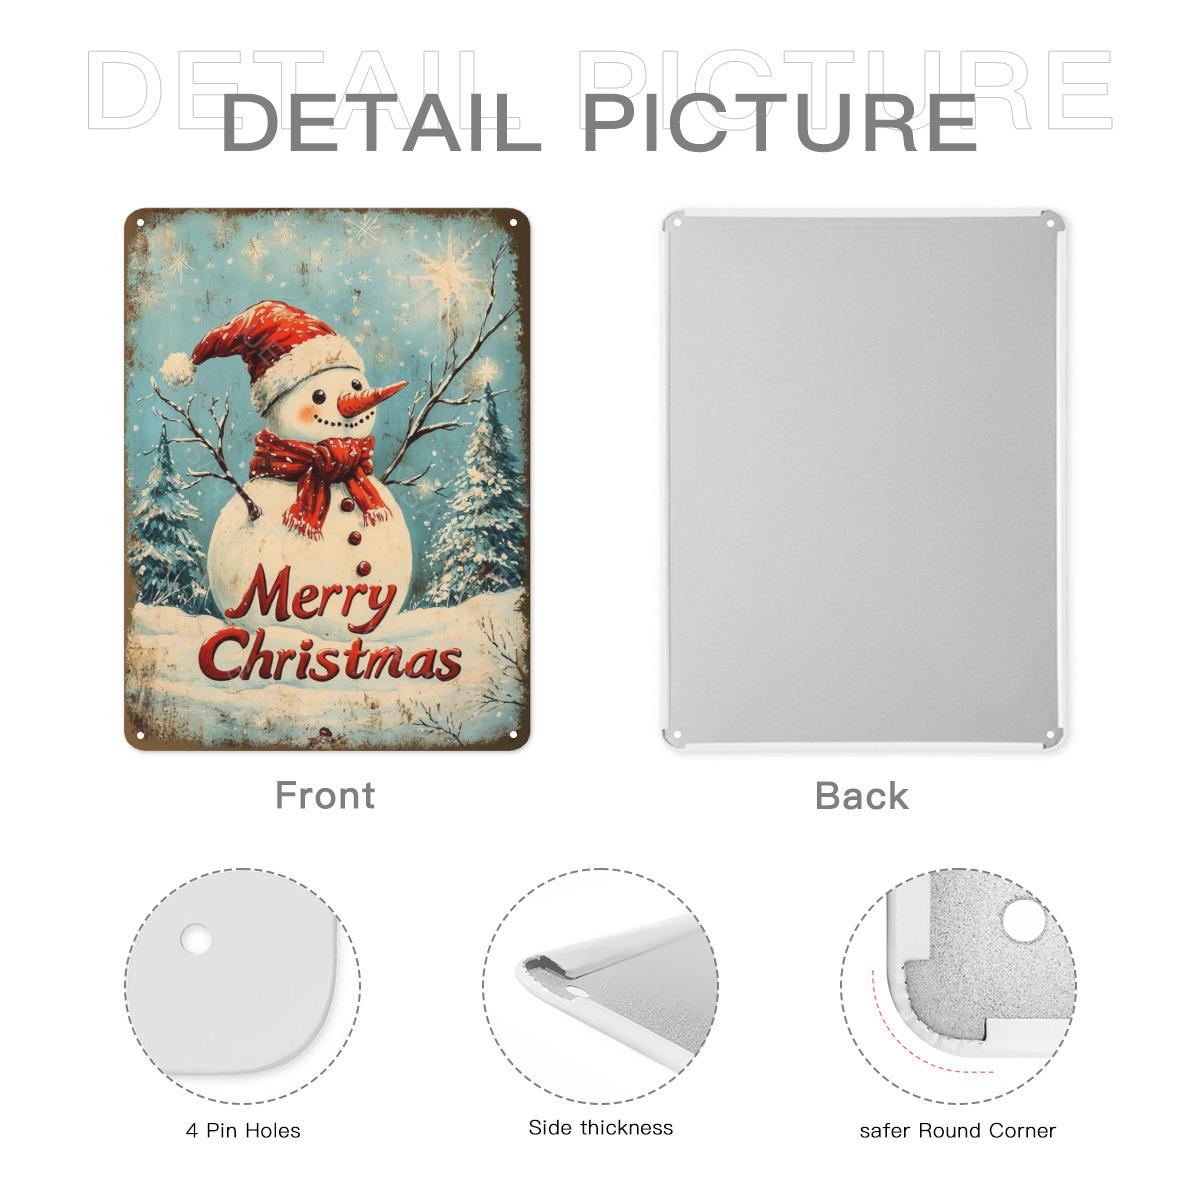 DETAIL PICTURE
DETAIL PICTURE
Merry
Christmas
Front
Back
4 Pin Holes
Side thickness
safer Round Corner